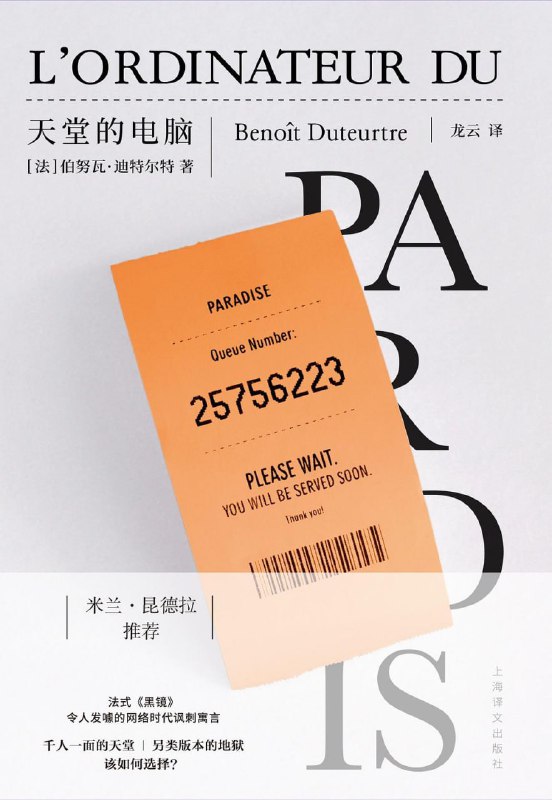 L'ORDINATEUR DU
天堂的电脑
[法]伯努瓦·迪特尔特 著
Benoît Duteurtre
龙云 译
PA
R
D
IS
PARADISE
Queue Number:
25756223
PLEASE WAIT.
YOU WILL BE SERVED SOON.
Thank you!
米兰·昆德拉
推荐
法式《黑镜》
令人发噱的网络时代讽刺寓言
千人一面的天堂 | 另类版本的地狱
该如何选择？
上海译文出版社